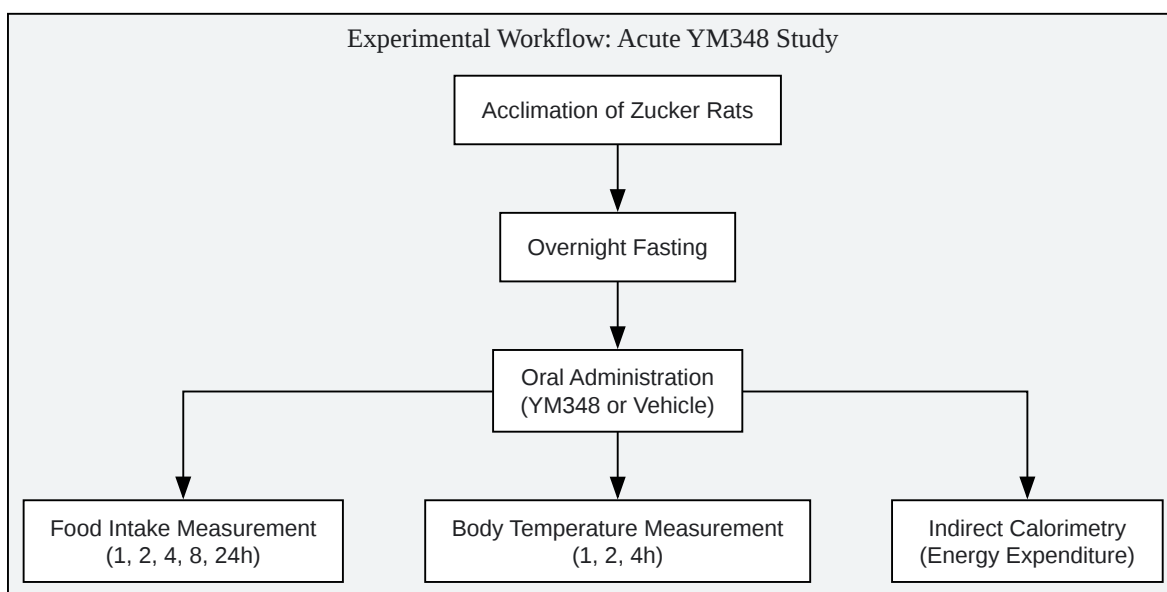 Experimental Workflow: Acute YM348 Study
Acclimation of Zucker Rats
Overnight Fasting
Oral Administration
(YM348 or Vehicle)
Food Intake Measurement
(1, 2, 4, 8, 24h)
Body Temperature Measurement
(1, 2, 4h)
Indirect Calorimetry
(Energy Expenditure)